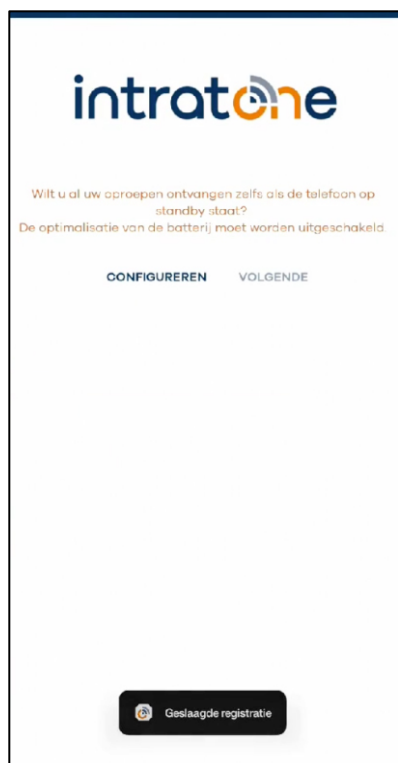 intratone
Wilt u al uw oproepen ontvangen zelfs als de telefoon op
standby staat?
De optimalisatie van de batterij moet worden uitgeschakeld.
CONFIGUREREN VOLGENDE
Geslaagde registratie